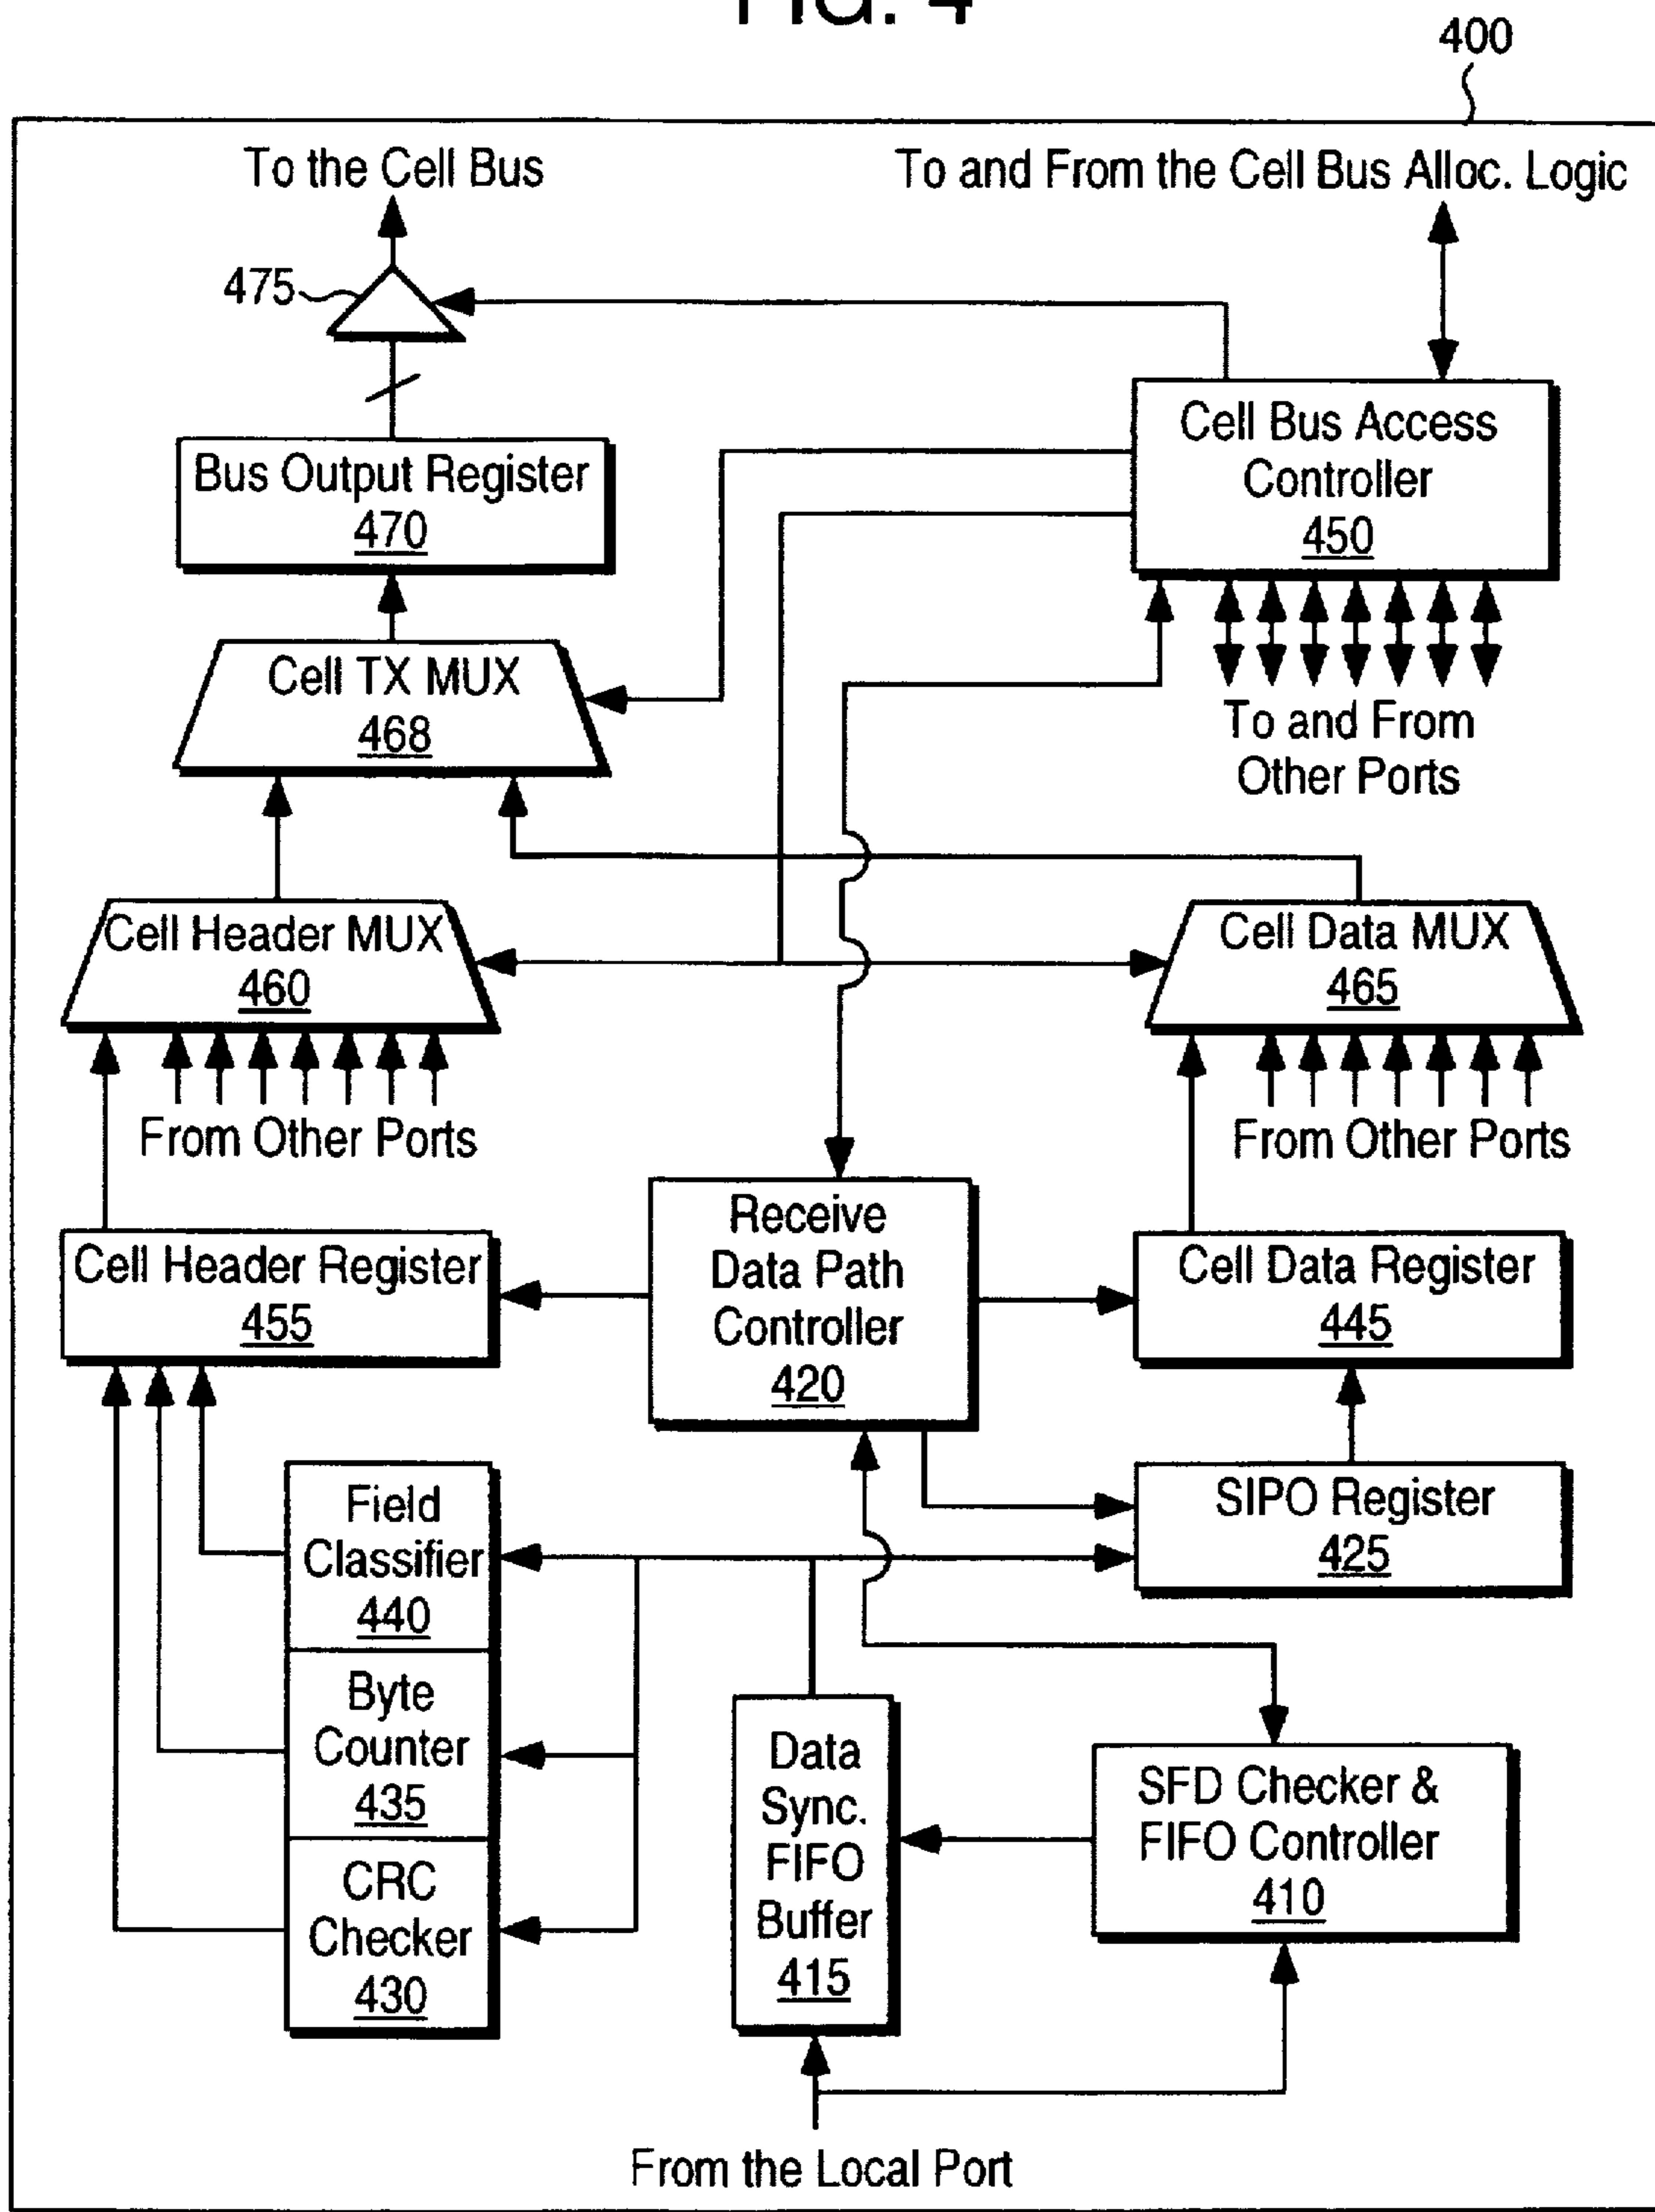 FIG. 4
400
To the Cell Bus
To and From the Cell Bus Alloc. Logic
475
Cell Bus Access
Controller
450
Bus Output Register
470
Cell TX MUX
468
To and From
Other Ports
Cell Header MUX
460
Cell Data MUX
465
From Other Ports
From Other Ports
Receive
Data Path
Controller
420
Cell Header Register
455
Cell Data Register
445
Field
Classifier
440
SIPO Register
425
Byte
Counter
435
Data
Sync.
FIFO
Buffer
415
SFD Checker &
FIFO Controller
410
CRC
Checker
430
From the Local Port